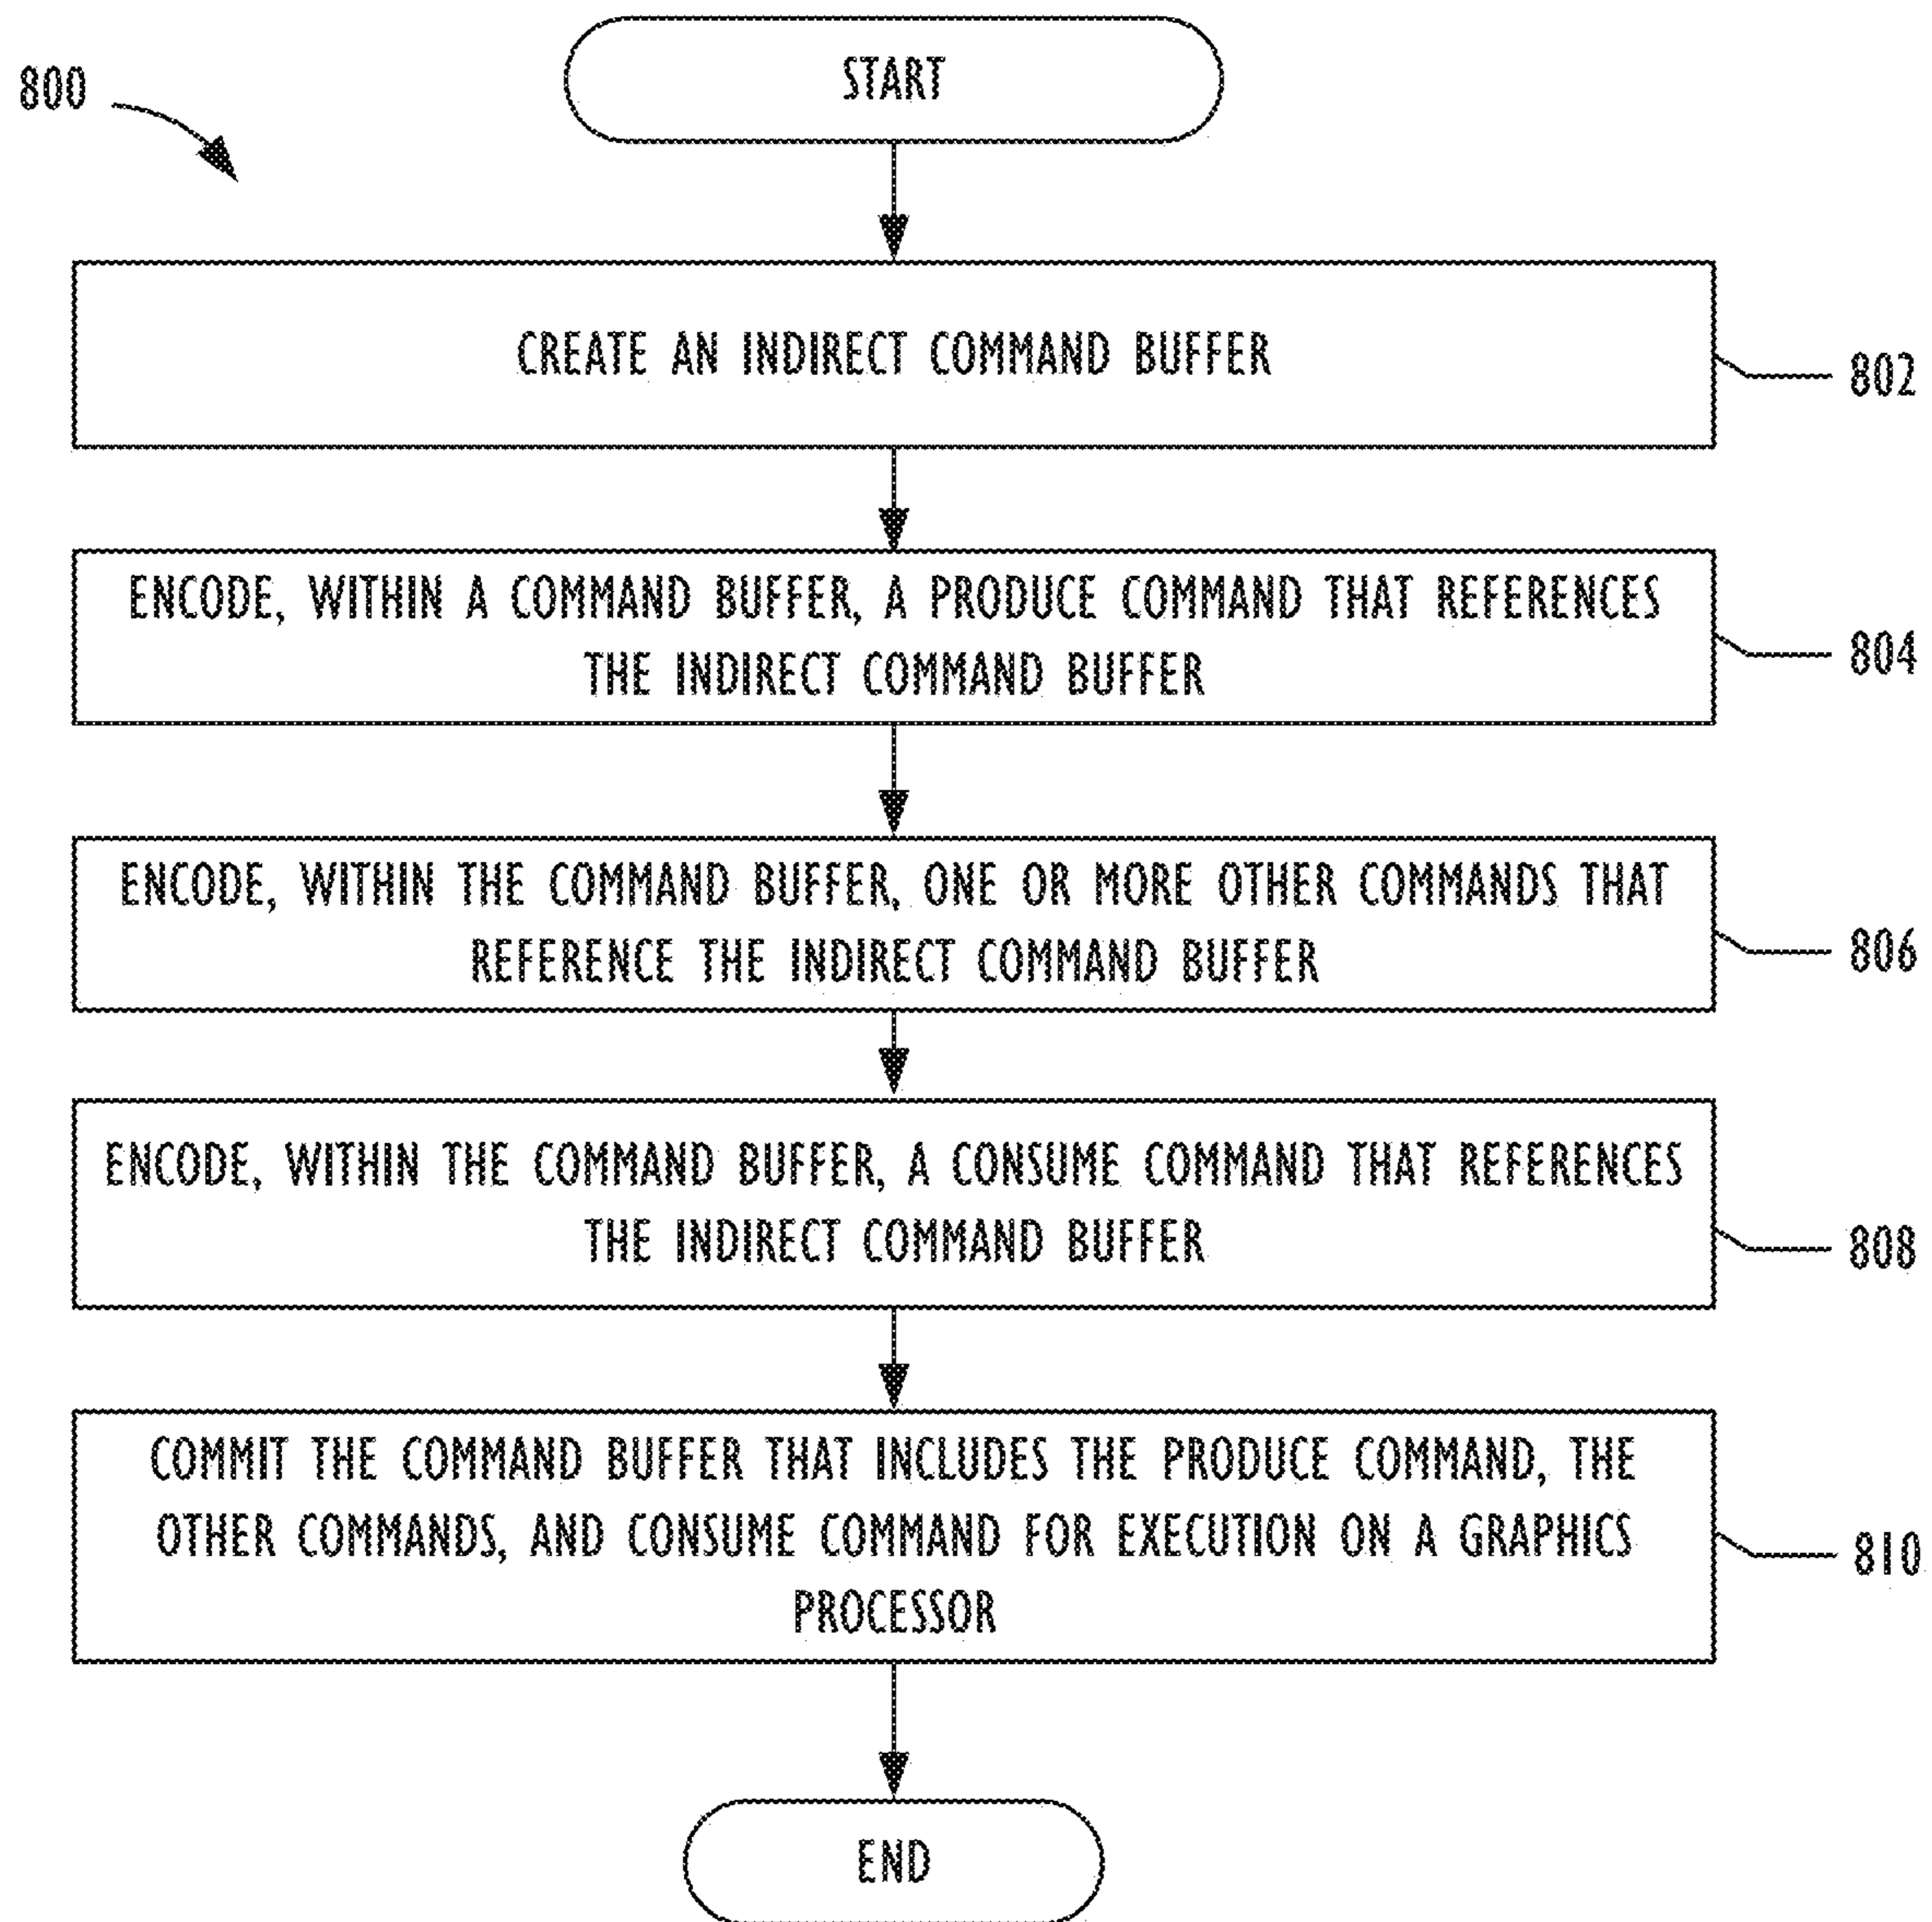 800
START
CREATE AN INDIRECT COMMAND BUFFER
802
ENCODE, WITHIN A COMMAND BUFFER, A PRODUCE COMMAND THAT REFERENCES
THE INDIRECT COMMAND BUFFER
804
ENCODE, WITHIN THE COMMAND BUFFER, ONE OR MORE OTHER COMMANDS THAT
REFERENCE THE INDIRECT COMMAND BUFFER
806
ENCODE, WITHIN THE COMMAND BUFFER, A CONSUME COMMAND THAT REFERENCES
THE INDIRECT COMMAND BUFFER
808
COMMIT THE COMMAND BUFFER THAT INCLUDES THE PRODUCE COMMAND, THE
OTHER COMMANDS, AND CONSUME COMMAND FOR EXECUTION ON A GRAPHICS
PROCESSOR
810
END